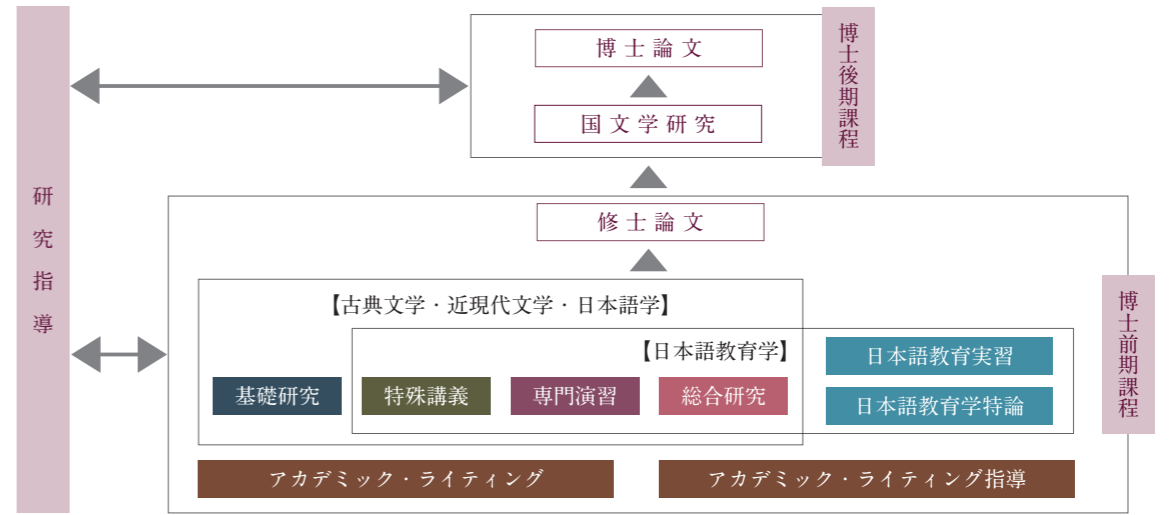 研究指導
博士論文
国文学研究
博士後期課程
修士論文
【古典文学・近現代文学・日本語学】
【日本語教育学】
基礎研究
特殊講義
専門演習
総合研究
日本語教育実習
日本語教育学特論
アカデミック・ライティング
アカデミック・ライティング指導
博士前期課程